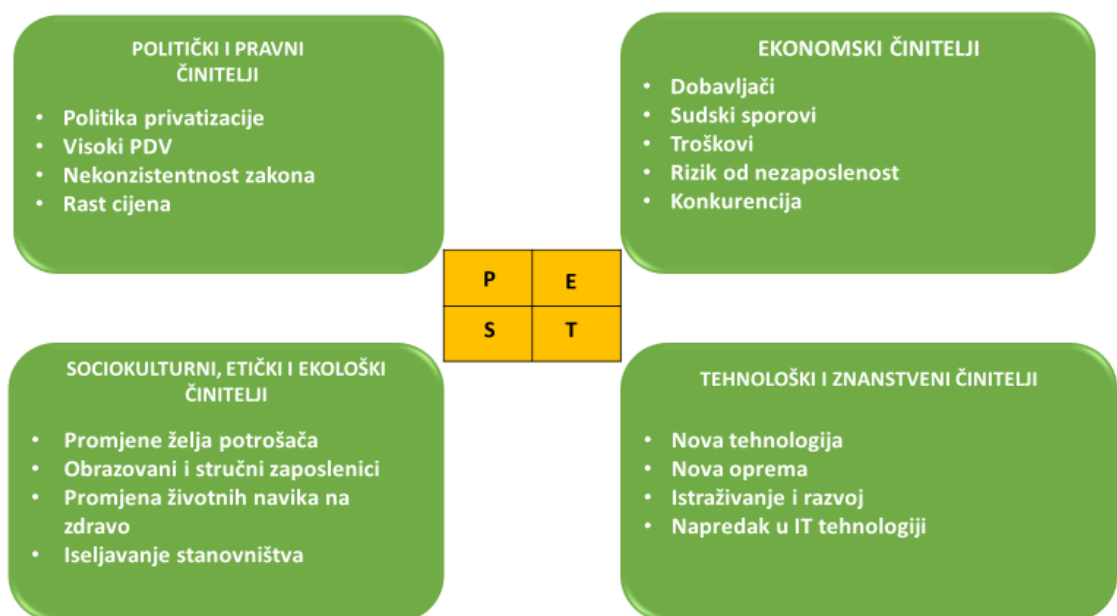 POLITIČKI I PRAVNI
ČINITELJI
• Politika privatizacije
• Visoki PDV
• Nekonzistentnost zakona
• Rast cijena
EKONOMSKI ČINITELJI
• Dobavljači
• Sudski sporovi
• Troškovi
• Rizik od nezaposlenost
• Konkurencija
P E
S T
SOCIOKULTURNI, ETIČKI I EKOLOŠKI
ČINITELJI
• Promjene želja potrošača
• Obrazovani i stručni zaposlenici
• Promjena životnih navika na
zdravo
• Iseljavanje stanovništva
TEHNOLOŠKI I ZNANSTVENI ČINITELJI
• Nova tehnologija
• Nova oprema
• Istraživanje i razvoj
• Napredak u IT tehnologiji